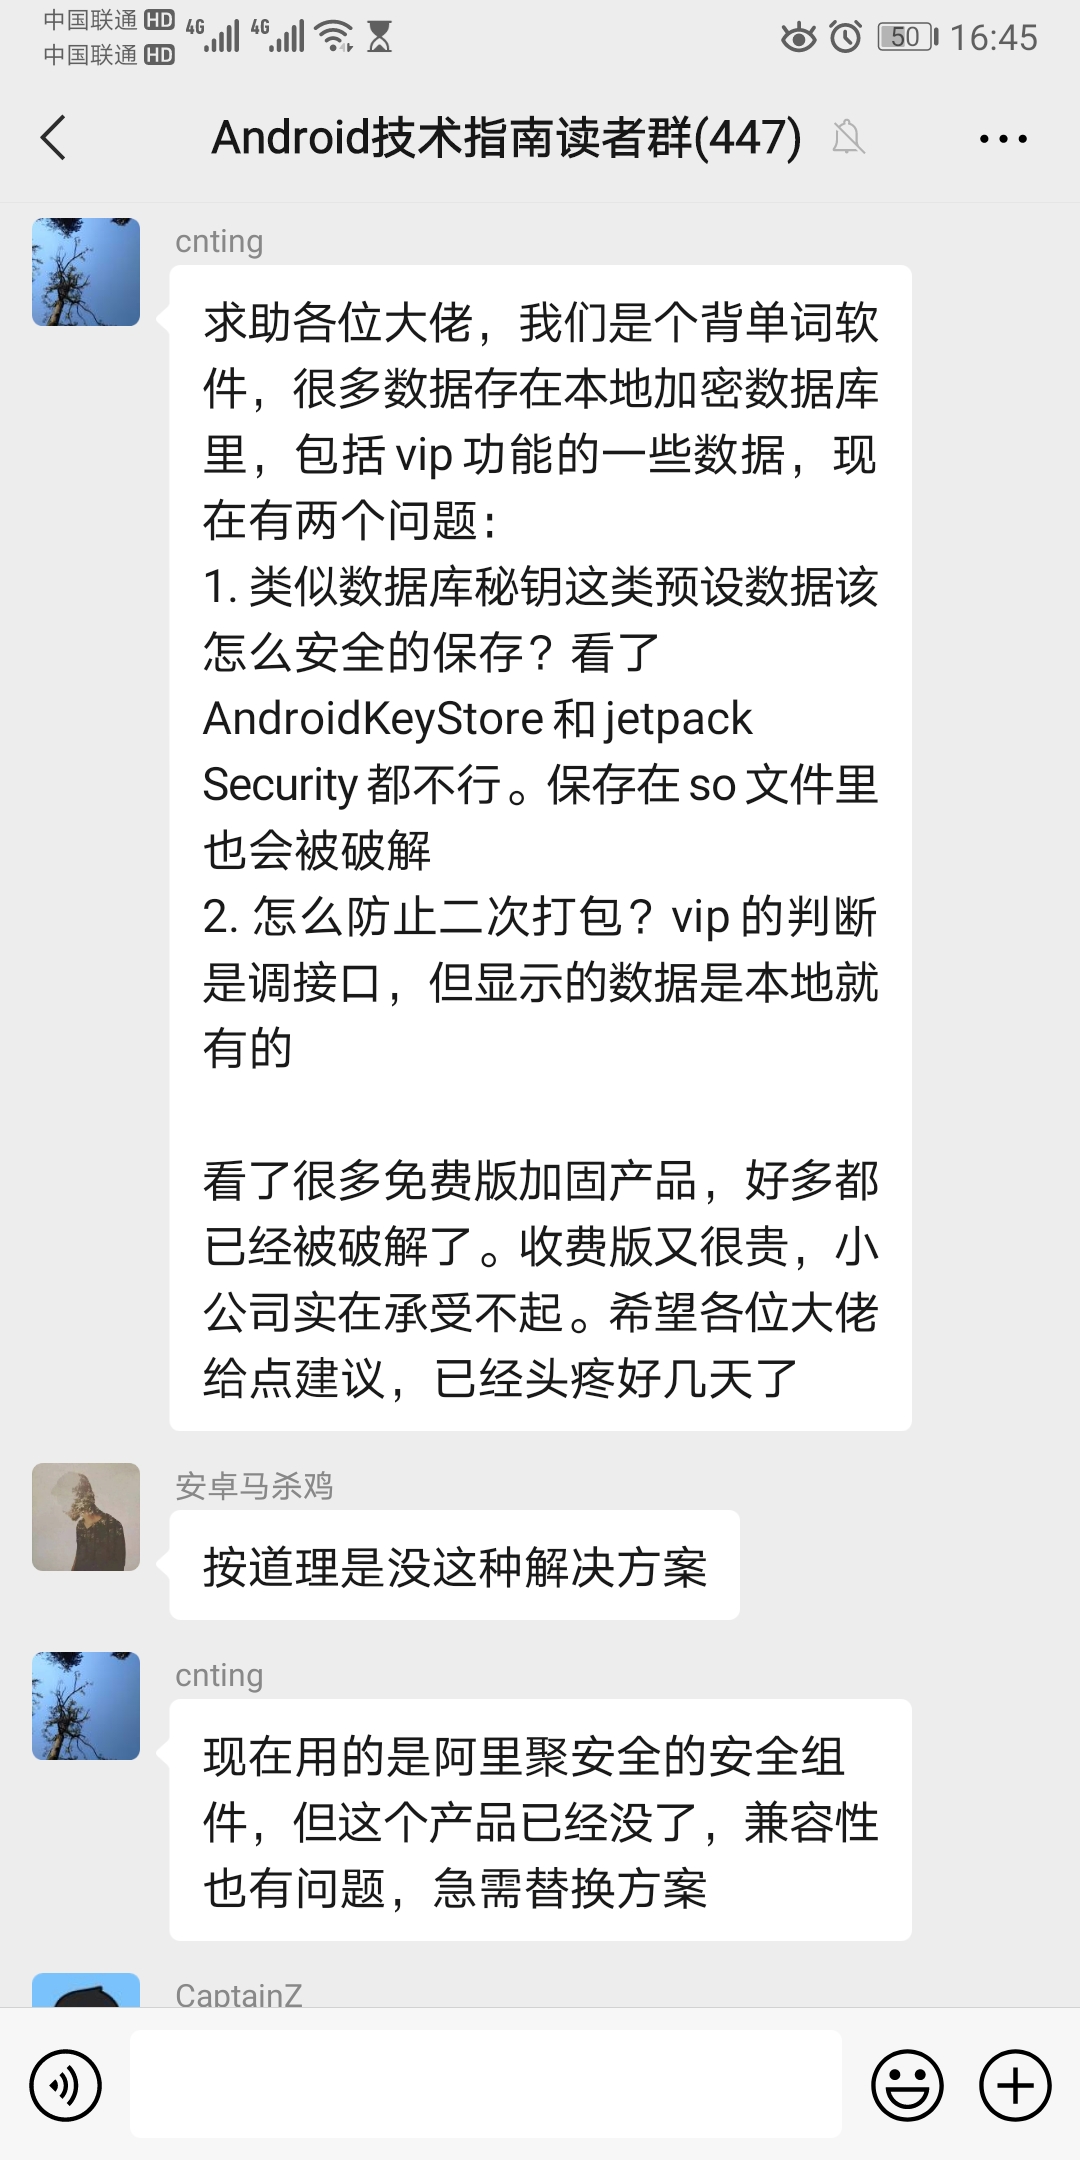 中国联通 HD 4G 4G 50 16:45
中国联通 HD
Android技术指南读者群(447)
cnting
求助各位大佬，我们是个背单词软
件，很多数据存在本地加密数据库
里，包括 vip 功能的一些数据，现
在有两个问题：
1. 类似数据库秘钥这类预设数据该
怎么安全的保存？看了
AndroidKeyStore 和 jetpack
Security 都不行。保存在 so 文件里
也会被破解
2. 怎么防止二次打包？vip 的判断
是调接口，但显示的数据是本地就
有的
看了很多免费版加固产品，好多都
已经被破解了。收费版又很贵，小
公司实在承受不起。希望各位大佬
给点建议，已经头疼好几天了
安卓马杀鸡
按道理是没这种解决方案
cnting
现在用的是阿里聚安全的安全组
件，但这个产品已经没了，兼容性
也有问题，急需替换方案
CaptainZ